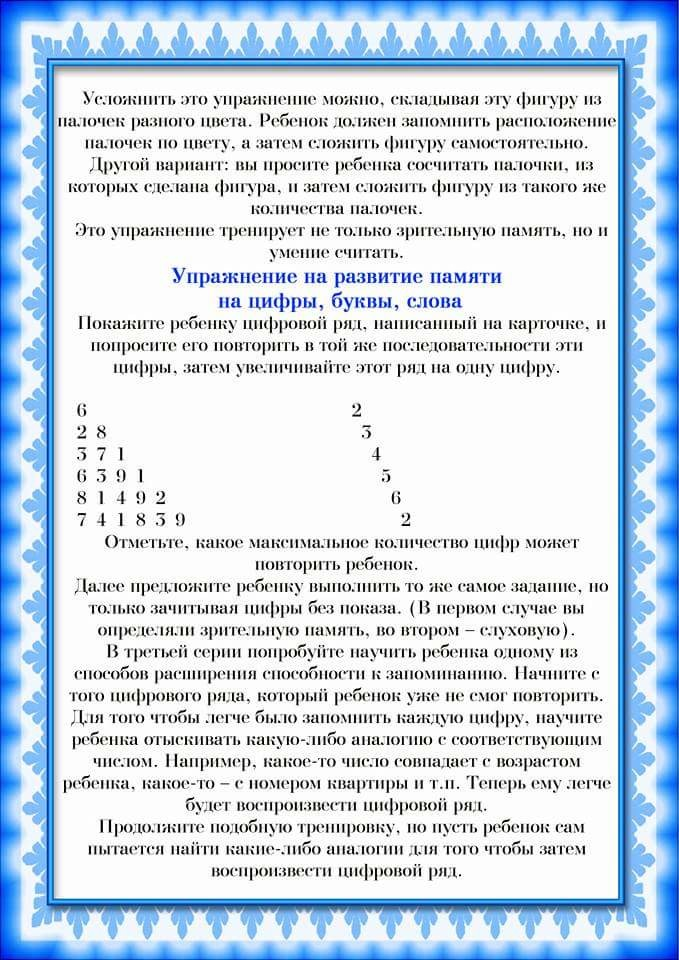 Усложнить это упражнение можно, складывая эту фигуру из
палочек разного цвета. Ребенок должен запомнить расположение
палочек по цвету, а затем сложить фигуру самостоятельно.
Другой вариант: вы просите ребенка сосчитать палочки, из
которых сделана фигура, и затем сложить фигуру из такого же
количества палочек.
Это упражнение тренирует не только зрительную память, но и
умение считать.
Упражнение на развитие памяти
на цифры, буквы, слова
Покажите ребенку цифровой ряд, написанный на карточке, и
попросите его повторить в той же последовательности эти
цифры, затем увеличивайте этот ряд на одну цифру.
6 2
2 8 3
3 7 1 4
6 3 9 1 5
8 1 4 9 2 6
7 4 1 8 3 9 2
Отметьте, какое максимальное количество цифр может
повторить ребенок.
Далее предложите ребенку выполнить то же самое задание, но
только зачитывая цифры без показа. (В первом случае вы
определяли зрительную память, во втором – слуховую).
В третьей серии попробуйте научить ребенка одному из
способов расширения способности к запоминанию. Начните с
того цифрового ряда, который ребенок уже не смог повторить.
Для того чтобы легче было запомнить каждую цифру, научите
ребенка отыскивать какую-либо аналогию с соответствующим
числом. Например, какое-то число совпадает с возрастом
ребенка, какое-то – с номером квартиры и т.п. Теперь ему легче
будет воспроизвести цифровой ряд.
Продолжите подобную тренировку, но пусть ребенок сам
пытается найти какие-либо аналогии для того чтобы затем
воспроизвести цифровой ряд.